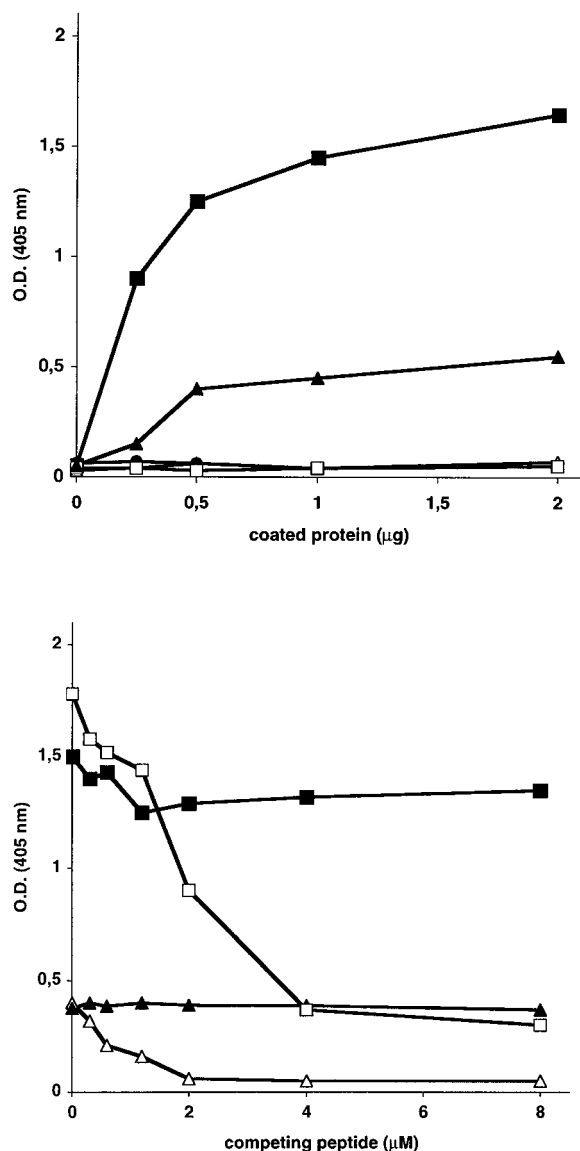 2
1,5
1
0,5
0
O.D. (405 nm)
0 0,5 1 1,5 2
coated protein (µg)
2
1,5
1
0,5
0
O.D. (405 nm)
0 2 4 6 8
competing peptide (µM)